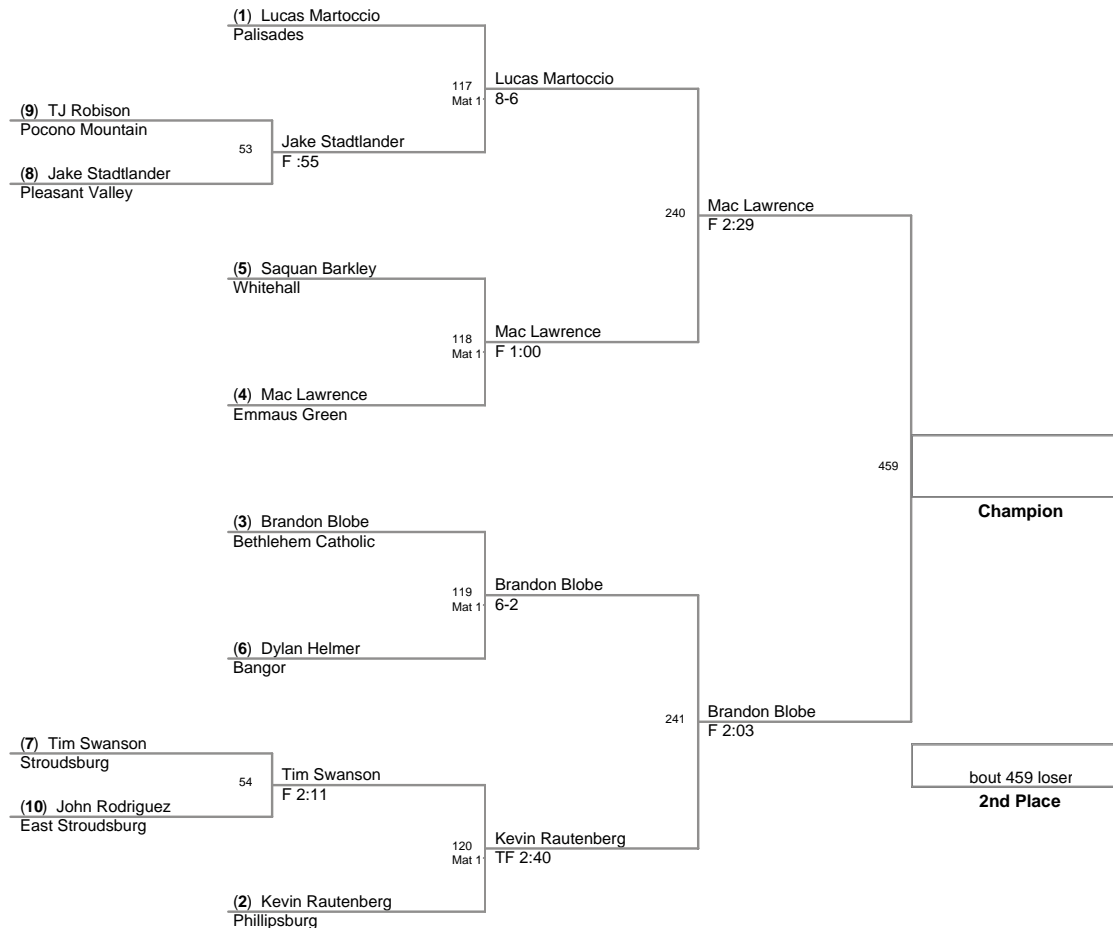 (1) Lucas Martoccio
Palisades
117
Mat 1
Lucas Martoccio
8-6
(9) TJ Robison
Pocono Mountain
53
Jake Stadtlander
F :55
(8) Jake Stadtlander
Pleasant Valley
240
Mac Lawrence
F 2:29
(5) Saquan Barkley
Whitehall
118
Mat 1
Mac Lawrence
F 1:00
(4) Mac Lawrence
Emmaus Green
459
Champion
(3) Brandon Blobe
Bethlehem Catholic
119
Mat 1
Brandon Blobe
6-2
(6) Dylan Helmer
Bangor
241
Brandon Blobe
F 2:03
(7) Tim Swanson
Stroudsburg
54
Tim Swanson
F 2:11
(10) John Rodriguez
East Stroudsburg
bout 459 loser
2nd Place
120
Mat 1
Kevin Rautenberg
TF 2:40
(2) Kevin Rautenberg
Phillipsburg